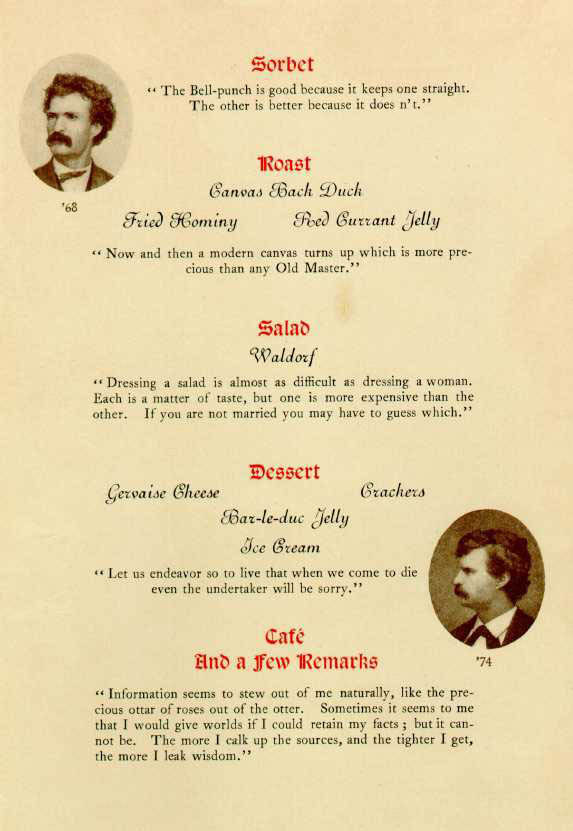 Sorbet
“ The Bell-punch is good because it keeps one straight.
The other is better because it does n’t.”
’68
Roast
Canvas Back Duck
Fried Hominy Red Currant Jelly
“ Now and then a modern canvas turns up which is more pre-
cious than any Old Master.”
Salad
Waldorf
“ Dressing a salad is almost as difficult as dressing a woman.
Each is a matter of taste, but one is more expensive than the
other. If you are not married you may have to guess which.”
Dessert
Gervaise Cheese Crackers
Bar-le-duc Jelly
Ice Cream
“ Let us endeavor so to live that when we come to die
even the undertaker will be sorry.”
Café
And a Few Remarks
’74
“ Information seems to stew out of me naturally, like the pre-
cious ottar of roses out of the otter. Sometimes it seems to me
that I would give worlds if I could retain my facts ; but it can-
not be. The more I calk up the sources, and the tighter I get,
the more I leak wisdom.”